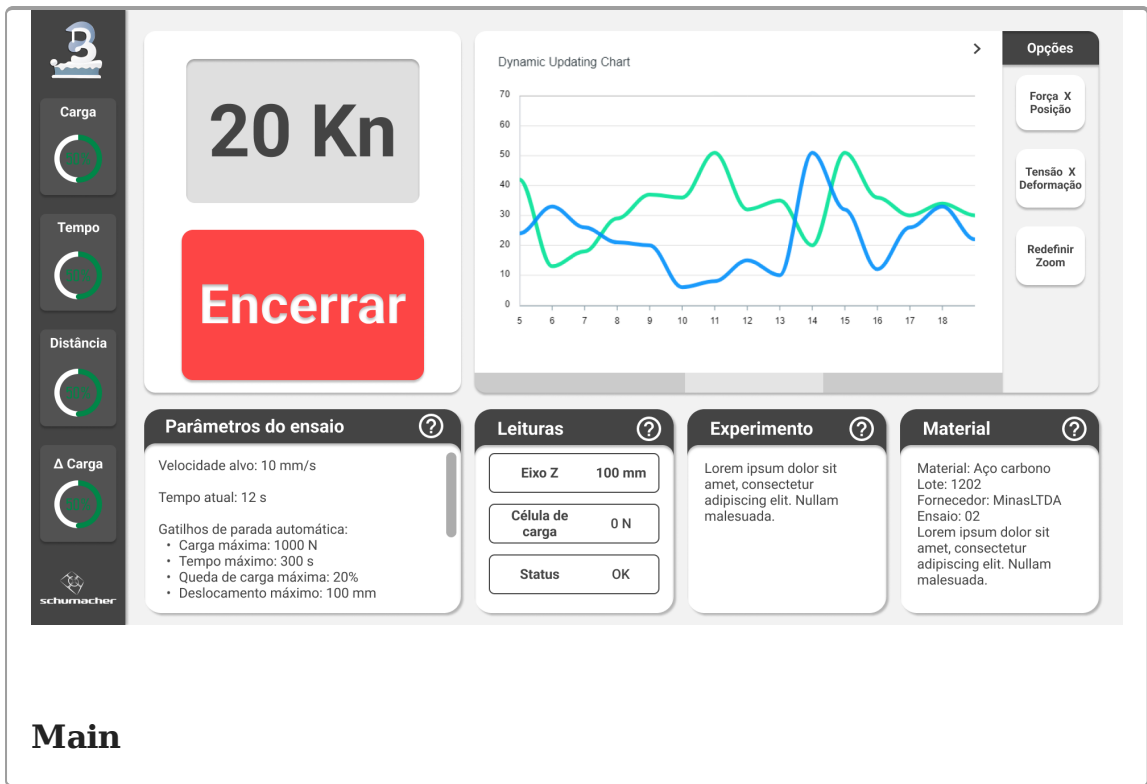 Carga
Tempo
50%
Distância
50%
Δ Carga
schumacher
20 Kn
Encerrar
Dynamic Updating Chart
70
60
50
40
30
20
10
0
5 6 7 8 9 10 11 12 13 14 15 16 17 18
Opções
Força X
Posição
Tensão X
Deformação
Redefinir
Zoom
Parâmetros do ensaio ?
Velocidade alvo: 10 mm/s
Tempo atual: 12 s
Gatilhos de parada automática:
• Carga máxima: 1000 N
• Tempo máximo: 300 s
• Queda de carga máxima: 20%
• Deslocamento máximo: 100 mm
Leituras ?
Eixo Z 100 mm
Célula de
carga 0 N
Status OK
Experimento ?
Lorem ipsum dolor sit
amet, consectetur
adipiscing elit. Nullam
malesuada.
Material ?
Material: Aço carbono
Lote: 1202
Fornecedor: MinasLTDA
Ensaio: 02
Lorem ipsum dolor sit
amet, consectetur
adipiscing elit. Nullam
malesuada.
Main